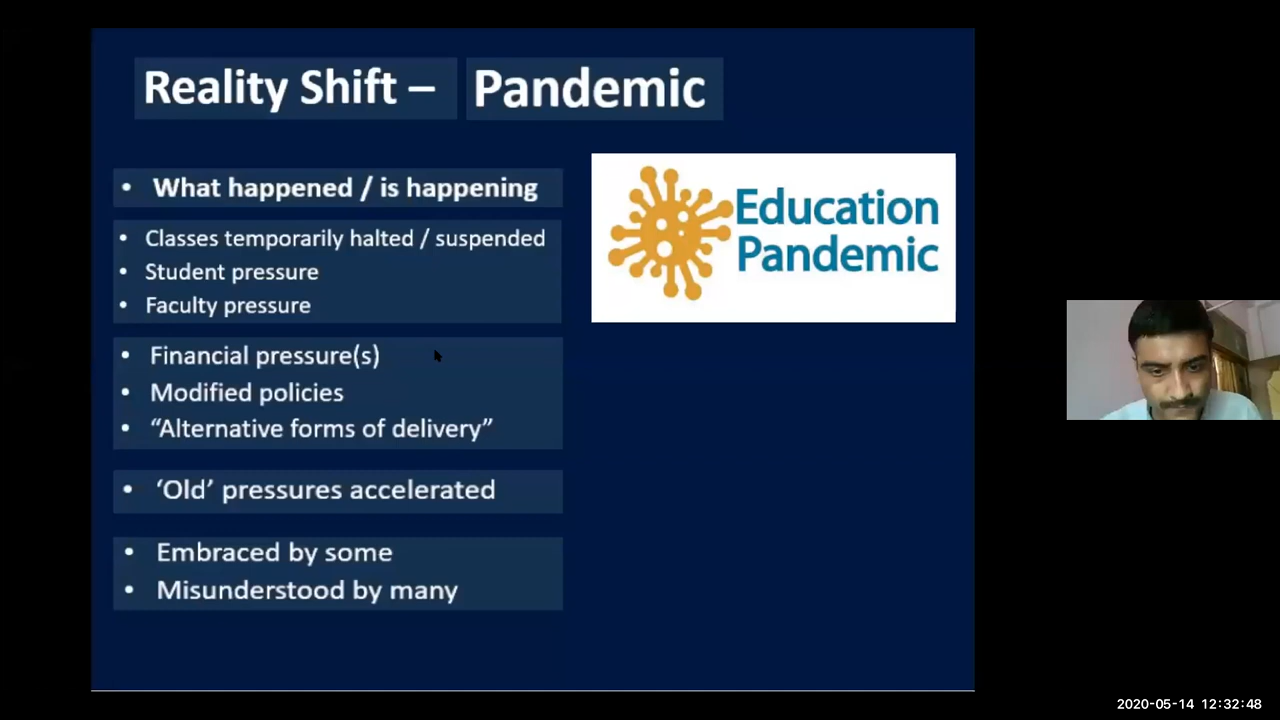 Reality Shift – Pandemic
• What happened / is happening
• Classes temporarily halted / suspended
• Student pressure
• Faculty pressure
• Financial pressure(s)
• Modified policies
• “Alternative forms of delivery”
• ‘Old’ pressures accelerated
• Embraced by some
• Misunderstood by many
Education
Pandemic
2020-05-14 12:32:48